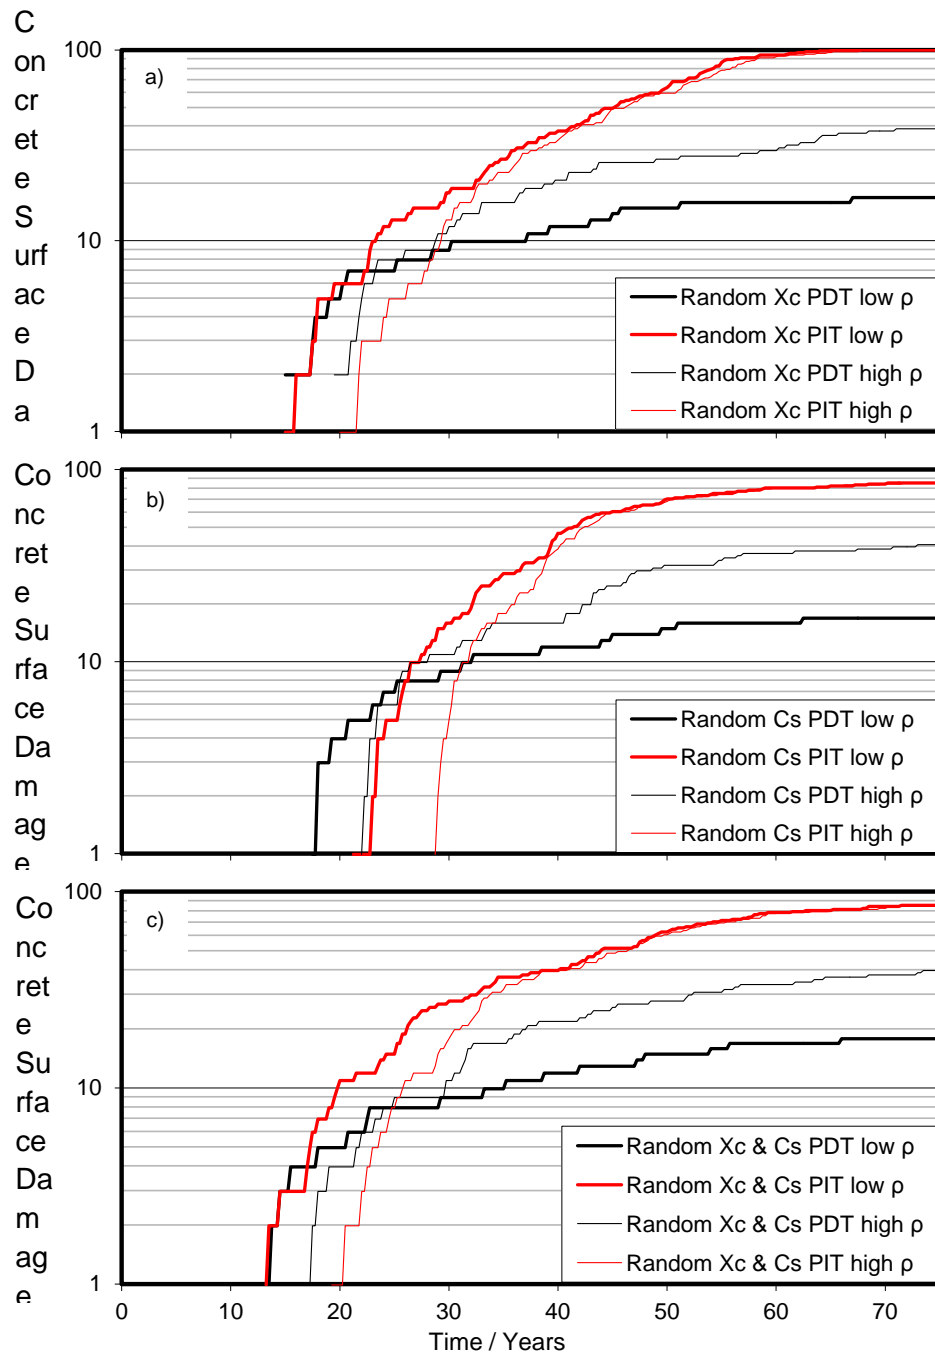 C
on
cr
et
e
S
urf
ac
e
D
a
100
10
1
a)
Random Xc PDT low ρ
Random Xc PIT low ρ
Random Xc PDT high ρ
Random Xc PIT high ρ
Co
nc
ret
e
Su
rfa
ce
Da
m
ag
e
100
10
1
b)
Random Cs PDT low ρ
Random Cs PIT low ρ
Random Cs PDT high ρ
Random Cs PIT high ρ
Co
nc
ret
e
Su
rfa
ce
Da
m
ag
e
100
10
1
c)
Random Xc & Cs PDT low ρ
Random Xc & Cs PIT low ρ
Random Xc & Cs PDT high ρ
Random Xc & Cs PIT high ρ
0 10 20 30 40 50 60 70
Time / Years